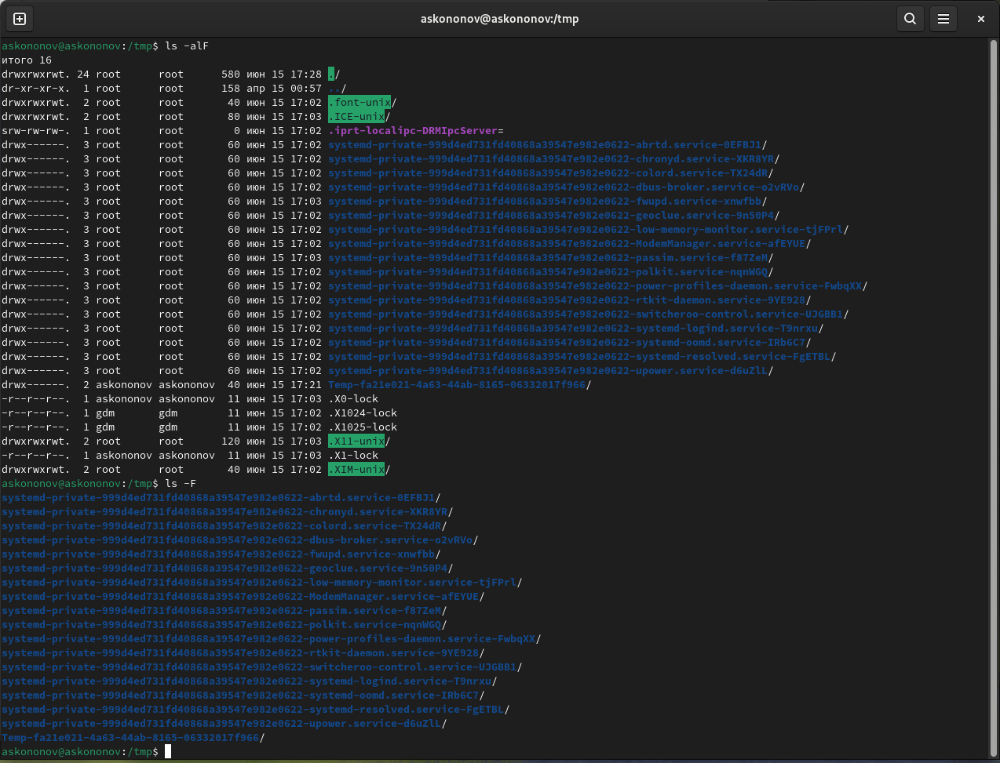 askononov@askononov:/tmp
askononov@askononov:/tmp$ ls -alF
итого 16
drwxrwxrwt. 24 root      root      580 июн 15 17:28 ./
dr-xr-xr-x.  1 root      root      158 апр 15 00:57 ../
drwxrwxrwt.  2 root      root       40 июн 15 17:02 .font-unix/
drwxrwxrwt.  2 root      root       80 июн 15 17:03 .ICE-unix/
srw-rw-rw-.  1 root      root        0 июн 15 17:02 .iprt-localipc-DRMIpcServer=
drwx------.  3 root      root       60 июн 15 17:02 systemd-private-999d4ed731fd40868a39547e982e0622-abrtd.service-0EFBJ1/
drwx------.  3 root      root       60 июн 15 17:02 systemd-private-999d4ed731fd40868a39547e982e0622-chronyd.service-XKR8YR/
drwx------.  3 root      root       60 июн 15 17:02 systemd-private-999d4ed731fd40868a39547e982e0622-colord.service-TX24dR/
drwx------.  3 root      root       60 июн 15 17:02 systemd-private-999d4ed731fd40868a39547e982e0622-dbus-broker.service-o2vRVo/
drwx------.  3 root      root       60 июн 15 17:03 systemd-private-999d4ed731fd40868a39547e982e0622-fwupd.service-xnwfbb/
drwx------.  3 root      root       60 июн 15 17:02 systemd-private-999d4ed731fd40868a39547e982e0622-geoclue.service-9n50P4/
drwx------.  3 root      root       60 июн 15 17:02 systemd-private-999d4ed731fd40868a39547e982e0622-low-memory-monitor.service-tjFPrl/
drwx------.  3 root      root       60 июн 15 17:02 systemd-private-999d4ed731fd40868a39547e982e0622-ModemManager.service-afEYUE/
drwx------.  3 root      root       60 июн 15 17:03 systemd-private-999d4ed731fd40868a39547e982e0622-passim.service-f87ZeM/
drwx------.  3 root      root       60 июн 15 17:02 systemd-private-999d4ed731fd40868a39547e982e0622-polkit.service-nqnWGQ/
drwx------.  3 root      root       60 июн 15 17:02 systemd-private-999d4ed731fd40868a39547e982e0622-power-profiles-daemon.service-FwbqXX/
drwx------.  3 root      root       60 июн 15 17:02 systemd-private-999d4ed731fd40868a39547e982e0622-rtkit-daemon.service-9YE928/
drwx------.  3 root      root       60 июн 15 17:02 systemd-private-999d4ed731fd40868a39547e982e0622-switcheroo-control.service-UJGBB1/
drwx------.  3 root      root       60 июн 15 17:02 systemd-private-999d4ed731fd40868a39547e982e0622-systemd-logind.service-T9nrxu/
drwx------.  3 root      root       60 июн 15 17:02 systemd-private-999d4ed731fd40868a39547e982e0622-systemd-oomd.service-IRb6C7/
drwx------.  3 root      root       60 июн 15 17:02 systemd-private-999d4ed731fd40868a39547e982e0622-systemd-resolved.service-FgETBL/
drwx------.  3 root      root       60 июн 15 17:02 systemd-private-999d4ed731fd40868a39547e982e0622-upower.service-d6uZlL/
drwx------.  2 askononov askononov  40 июн 15 17:21 Temp-fa21e021-4a63-44ab-8165-06332017f966/
-r--r--r--.  1 askononov askononov  11 июн 15 17:03 .X0-lock
-r--r--r--.  1 gdm       gdm        11 июн 15 17:02 .X1024-lock
-r--r--r--.  1 gdm       gdm        11 июн 15 17:02 .X1025-lock
drwxrwxrwt.  2 root      root      120 июн 15 17:03 .X11-unix/
-r--r--r--.  1 askononov askononov  11 июн 15 17:03 .X1-lock
drwxrwxrwt.  2 root      root       40 июн 15 17:02 .XIM-unix/
askononov@askononov:/tmp$ ls -F
systemd-private-999d4ed731fd40868a39547e982e0622-abrtd.service-0EFBJ1/
systemd-private-999d4ed731fd40868a39547e982e0622-chronyd.service-XKR8YR/
systemd-private-999d4ed731fd40868a39547e982e0622-colord.service-TX24dR/
systemd-private-999d4ed731fd40868a39547e982e0622-dbus-broker.service-o2vRVo/
systemd-private-999d4ed731fd40868a39547e982e0622-fwupd.service-xnwfbb/
systemd-private-999d4ed731fd40868a39547e982e0622-geoclue.service-9n50P4/
systemd-private-999d4ed731fd40868a39547e982e0622-low-memory-monitor.service-tjFPrl/
systemd-private-999d4ed731fd40868a39547e982e0622-ModemManager.service-afEYUE/
systemd-private-999d4ed731fd40868a39547e982e0622-passim.service-f87ZeM/
systemd-private-999d4ed731fd40868a39547e982e0622-polkit.service-nqnWGQ/
systemd-private-999d4ed731fd40868a39547e982e0622-power-profiles-daemon.service-FwbqXX/
systemd-private-999d4ed731fd40868a39547e982e0622-rtkit-daemon.service-9YE928/
systemd-private-999d4ed731fd40868a39547e982e0622-switcheroo-control.service-UJGBB1/
systemd-private-999d4ed731fd40868a39547e982e0622-systemd-logind.service-T9nrxu/
systemd-private-999d4ed731fd40868a39547e982e0622-systemd-oomd.service-IRb6C7/
systemd-private-999d4ed731fd40868a39547e982e0622-systemd-resolved.service-FgETBL/
systemd-private-999d4ed731fd40868a39547e982e0622-upower.service-d6uZlL/
Temp-fa21e021-4a63-44ab-8165-06332017f966/
askononov@askononov:/tmp$